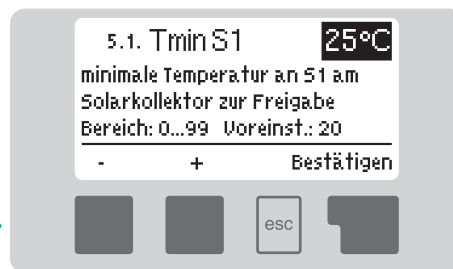 5.1. Tmin S1 25°C
minimale Temperatur an S1 am
Solarkollektor zur Freigabe
Bereich: 0...99 Voreinst.: 20
- + Bestätigen
esc